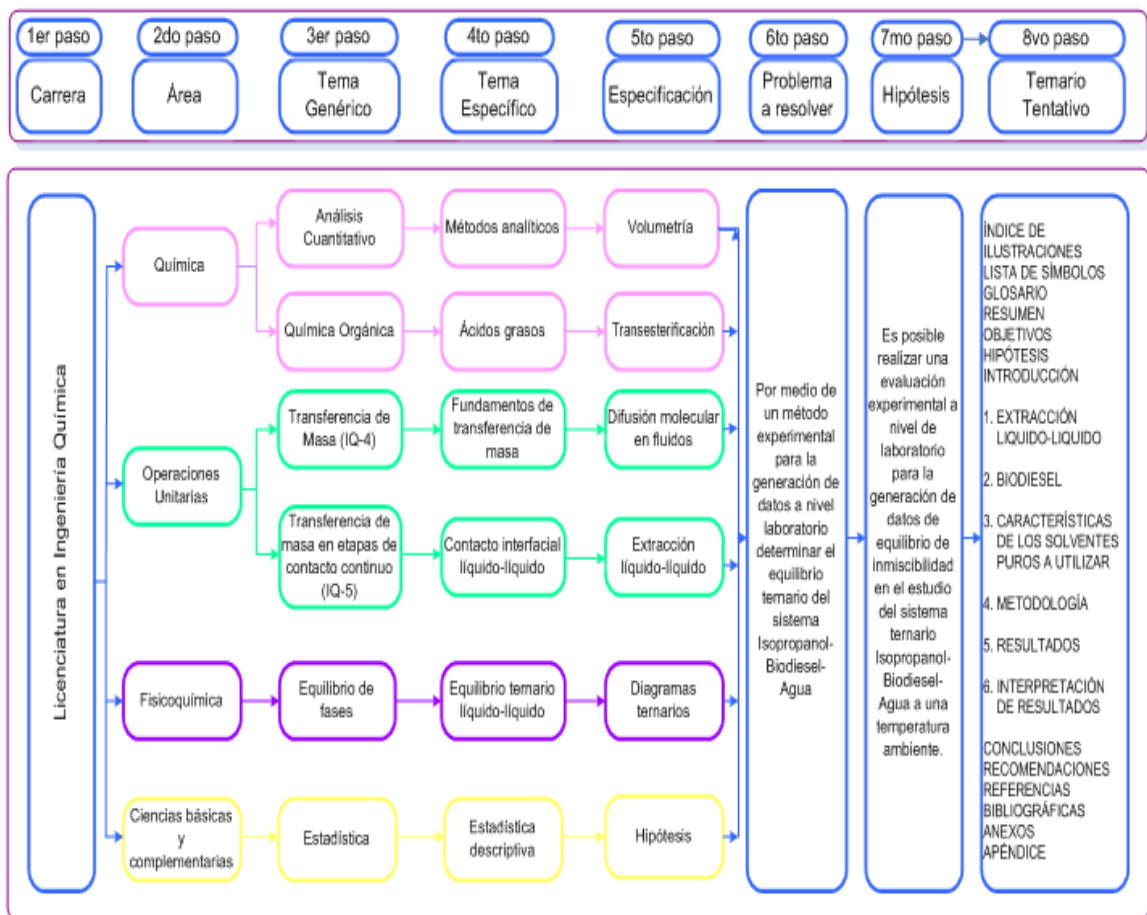 1er paso
2do paso
3er paso
4to paso
5to paso
6to paso
7mo paso
8vo paso
Carrera
Área
Tema
Genérico
Tema
Específico
Especificación
Problema
a resolver
Hipótesis
Temario
Tentativo
Licenciatura en Ingeniería Química
Química
Análisis
Cuantitativo
Métodos analíticos
Volumetría
Química Orgánica
Ácidos grasos
Transesterificación
Operaciones
Unitarias
Transferencia de
Masa (IQ-4)
Fundamentos de
transferencia de
masa
Difusión molecular
en fluidos
Transferencia de
masa en etapas de
contacto continuo
(IQ-5)
Contacto interfacial
líquido-líquido
Extracción
líquido-líquido
Fisicoquímica
Equilibrio de
fases
Equilibrio ternario
líquido-líquido
Diagramas
ternarios
Ciencias básicas
y
complementarias
Estadística
Estadística
descriptiva
Hipótesis
Por medio de
un método
experimental
para la
generación de
datos a nivel
laboratorio
determinar el
equilibrio
ternario del
sistema
Isopropanol-
Biodiesel-
Agua
Es posible
realizar una
evaluación
experimental a
nivel de
laboratorio
para la
generación de
datos de
equilibrio de
inmiscibilidad
en el estudio
del sistema
ternario
Isopropanol-
Biodiesel-
Agua a una
temperatura
ambiente.
ÍNDICE DE
ILUSTRACIONES
LISTA DE SÍMBOLOS
GLOSARIO
RESUMEN
OBJETIVOS
HIPÓTESIS
INTRODUCCIÓN
1. EXTRACCIÓN
LIQUIDO-LIQUIDO
2. BIODIESEL
3. CARACTERÍSTICAS
DE LOS SOLVENTES
PUROS A UTILIZAR
4. METODOLOGÍA
5. RESULTADOS
6. INTERPRETACIÓN
DE RESULTADOS
CONCLUSIONES
RECOMENDACIONES
REFERENCIAS
BIBLIOGRÁFICAS
ANEXOS
APÉNDICE